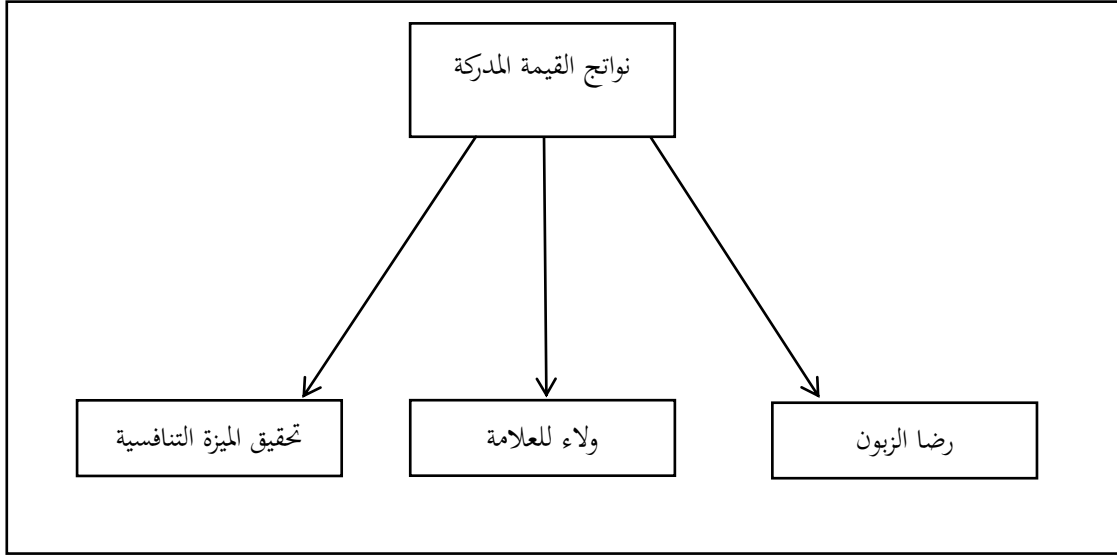 نواتج القيمة المدركة
رضا الزبون
ولاء للعلامة
تحقيق الميزة التنافسية